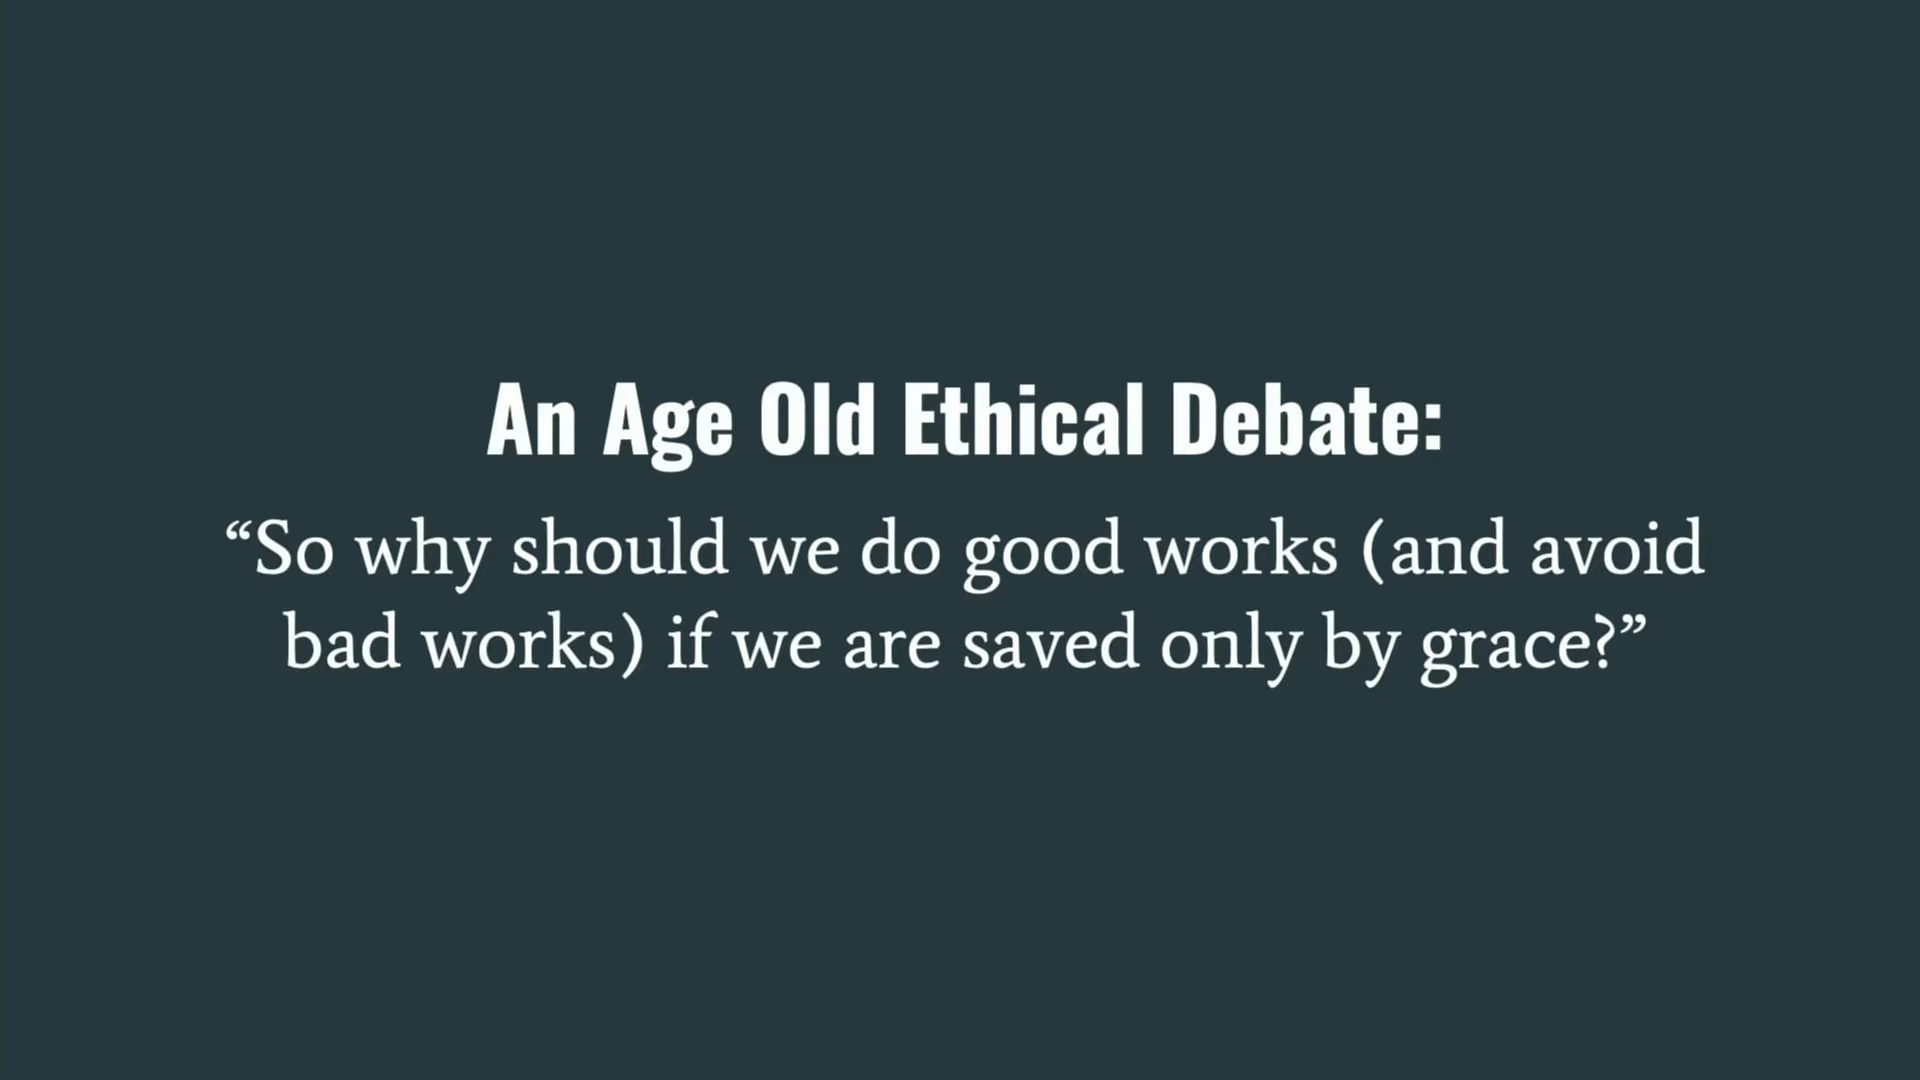 An Age Old Ethical Debate:
“So why should we do good works (and avoid
bad works) if we are saved only by grace?”